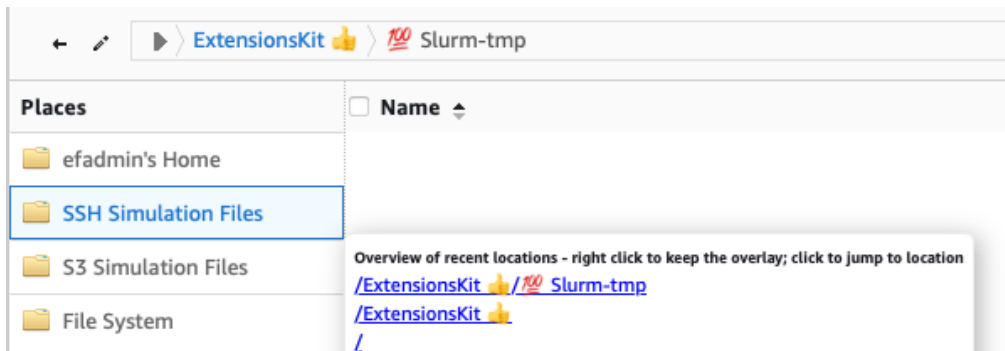 ExtensionsKit 👍 💯 Slurm-tmp
Places
Name
efadmin's Home
SSH Simulation Files
S3 Simulation Files
File System
Overview of recent locations - right click to keep the overlay; click to jump to location
/ExtensionsKit 👍/💯 Slurm-tmp
/ExtensionsKit 👍
/